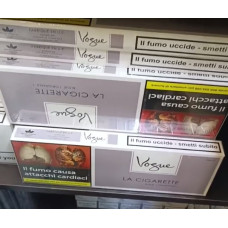 Vogue
Il fumo uccide - smetti
Vogue
Il fumo uccide - smetti subito
Vogue
LA CIGARETTE
Il fumo causa
attacchi cardiaci
Vogue
Il fumo uccide - smetti subito
Il fumo causa
attacchi cardiaci
LA CIGARETTE